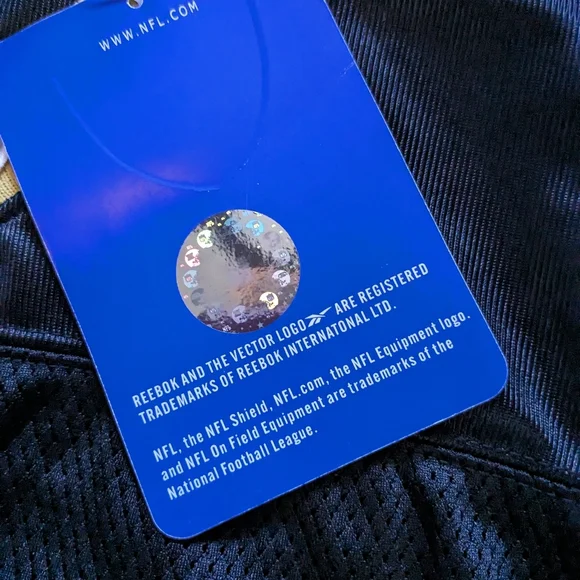 WWW.NFL.COM
REEBOK AND THE VECTOR LOGO ARE REGISTERED
TRADEMARKS OF REEBOK INTERNATONAL LTD.
NFL, the NFL Shield, NFL.com, the NFL Equipment logo.
and NFL On Field Equipment are trademarks of the
National Football League.